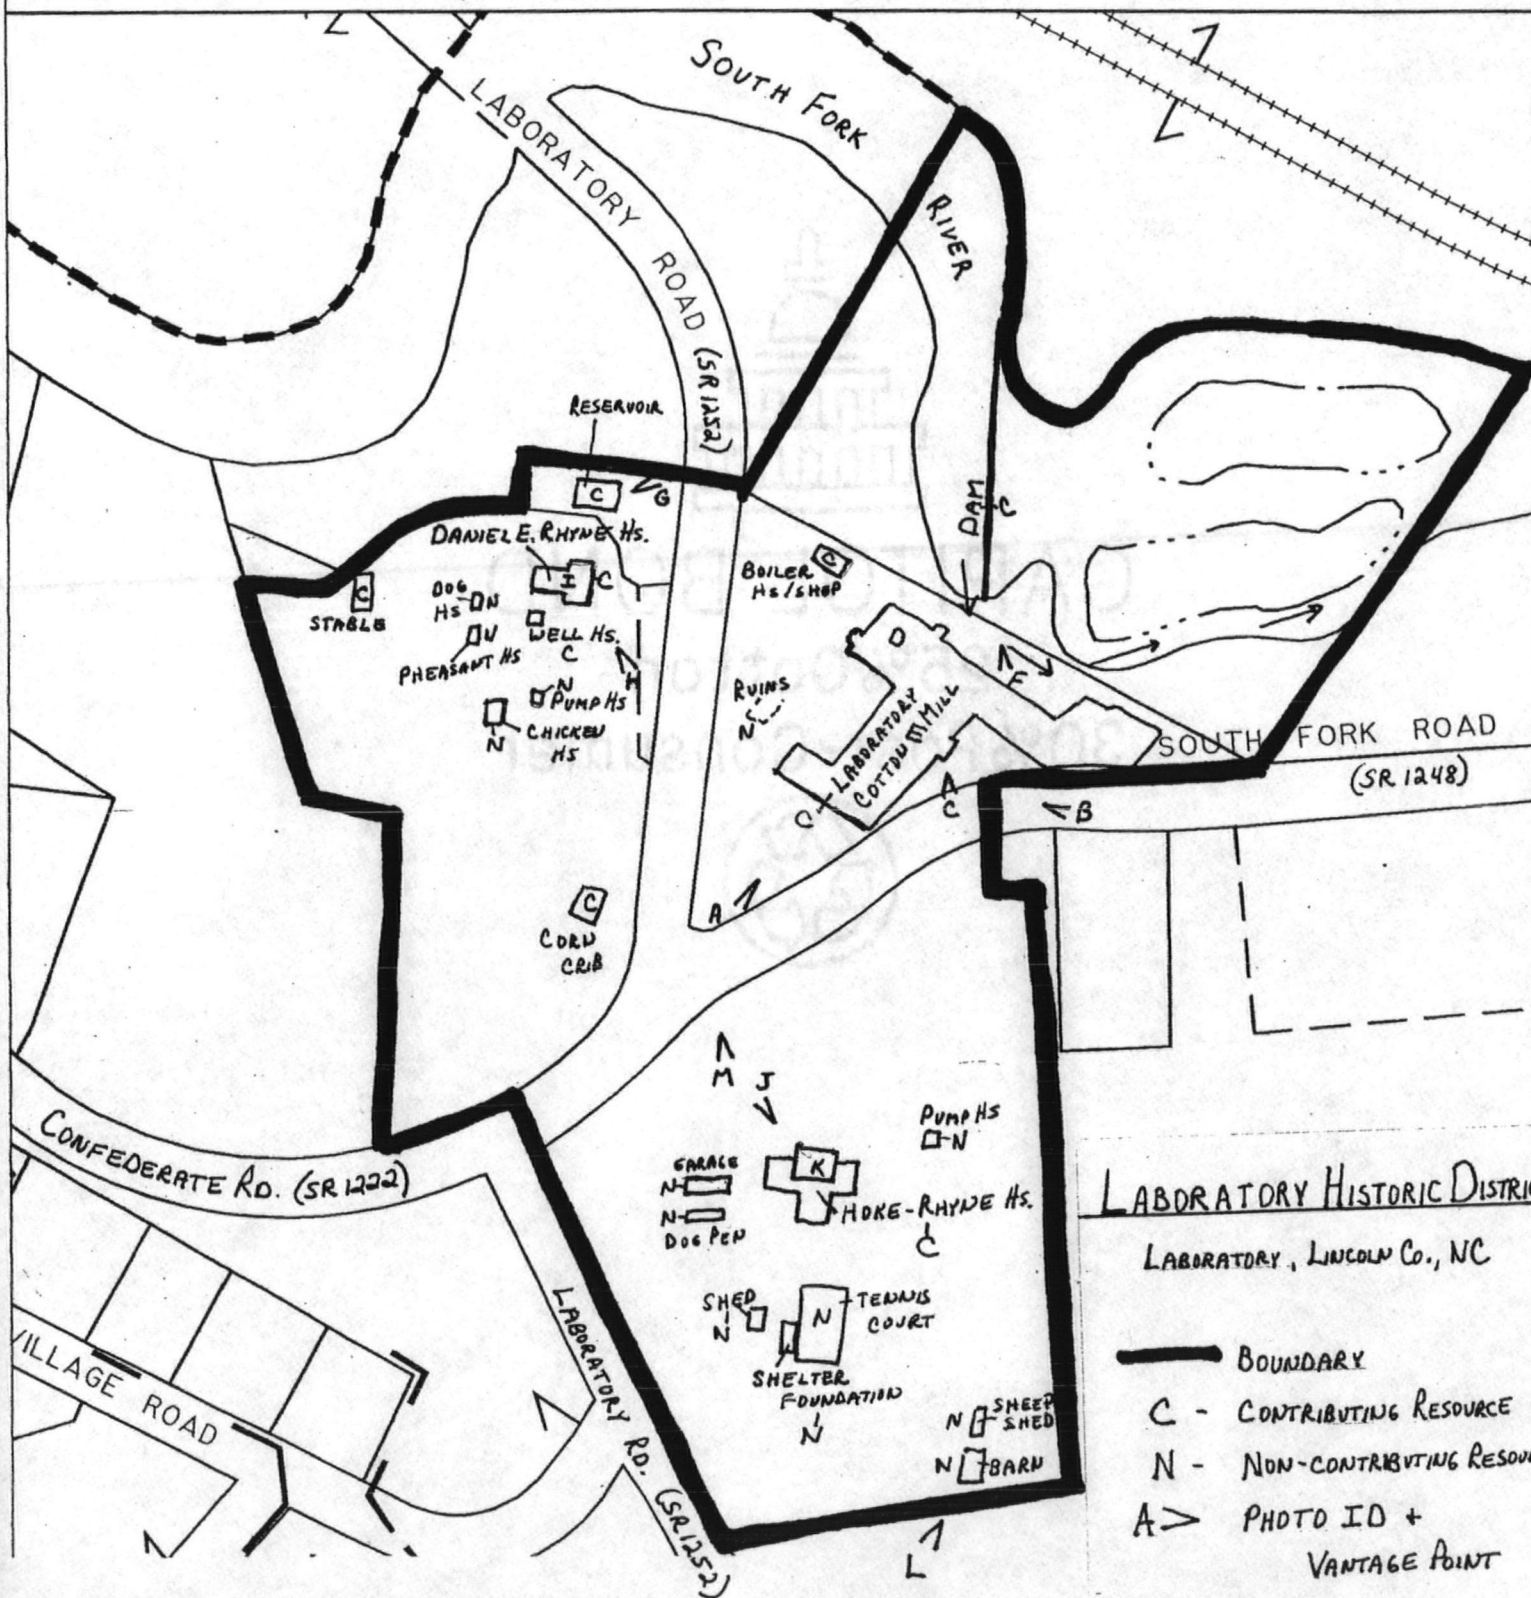 SOUTH FORK
RIVER
LABORATORY ROAD (SR 1252)
RESERVOIR
C
G
DANIEL E. RHYNE HS.
I
C
DOG
HS
N
STABLE
C
PHEASANT HS
N
WELL HS.
C
H
N
PUMP HS
CHICKEN
HS
N
BOILER
HS/SHOP
C
DAM
C
RUINS
N
D
F
LABORATORY
COTTON MILL
E
C
C
B
SOUTH FORK ROAD
(SR 1248)
A
C
CORN
CRIB
M
J
PUMP HS
N
CONFEDERATE RD. (SR 1222)
GARAGE
N
N
DOG PEN
K
HOKE-RHYNE HS.
C
SHED
N
N
TENNIS
COURT
SHELTER
FOUNDATION
N
N
SHEEP
SHED
N
BARN
LABORATORY RD. (SR 1252)
VILLAGE ROAD
L
LABORATORY HISTORIC DISTRI
LABORATORY, LINCOLN CO., NC
BOUNDARY
C - CONTRIBUTING RESOURCE
N - NON-CONTRIBUTING RESOU
A > PHOTO ID +
VANTAGE POINT